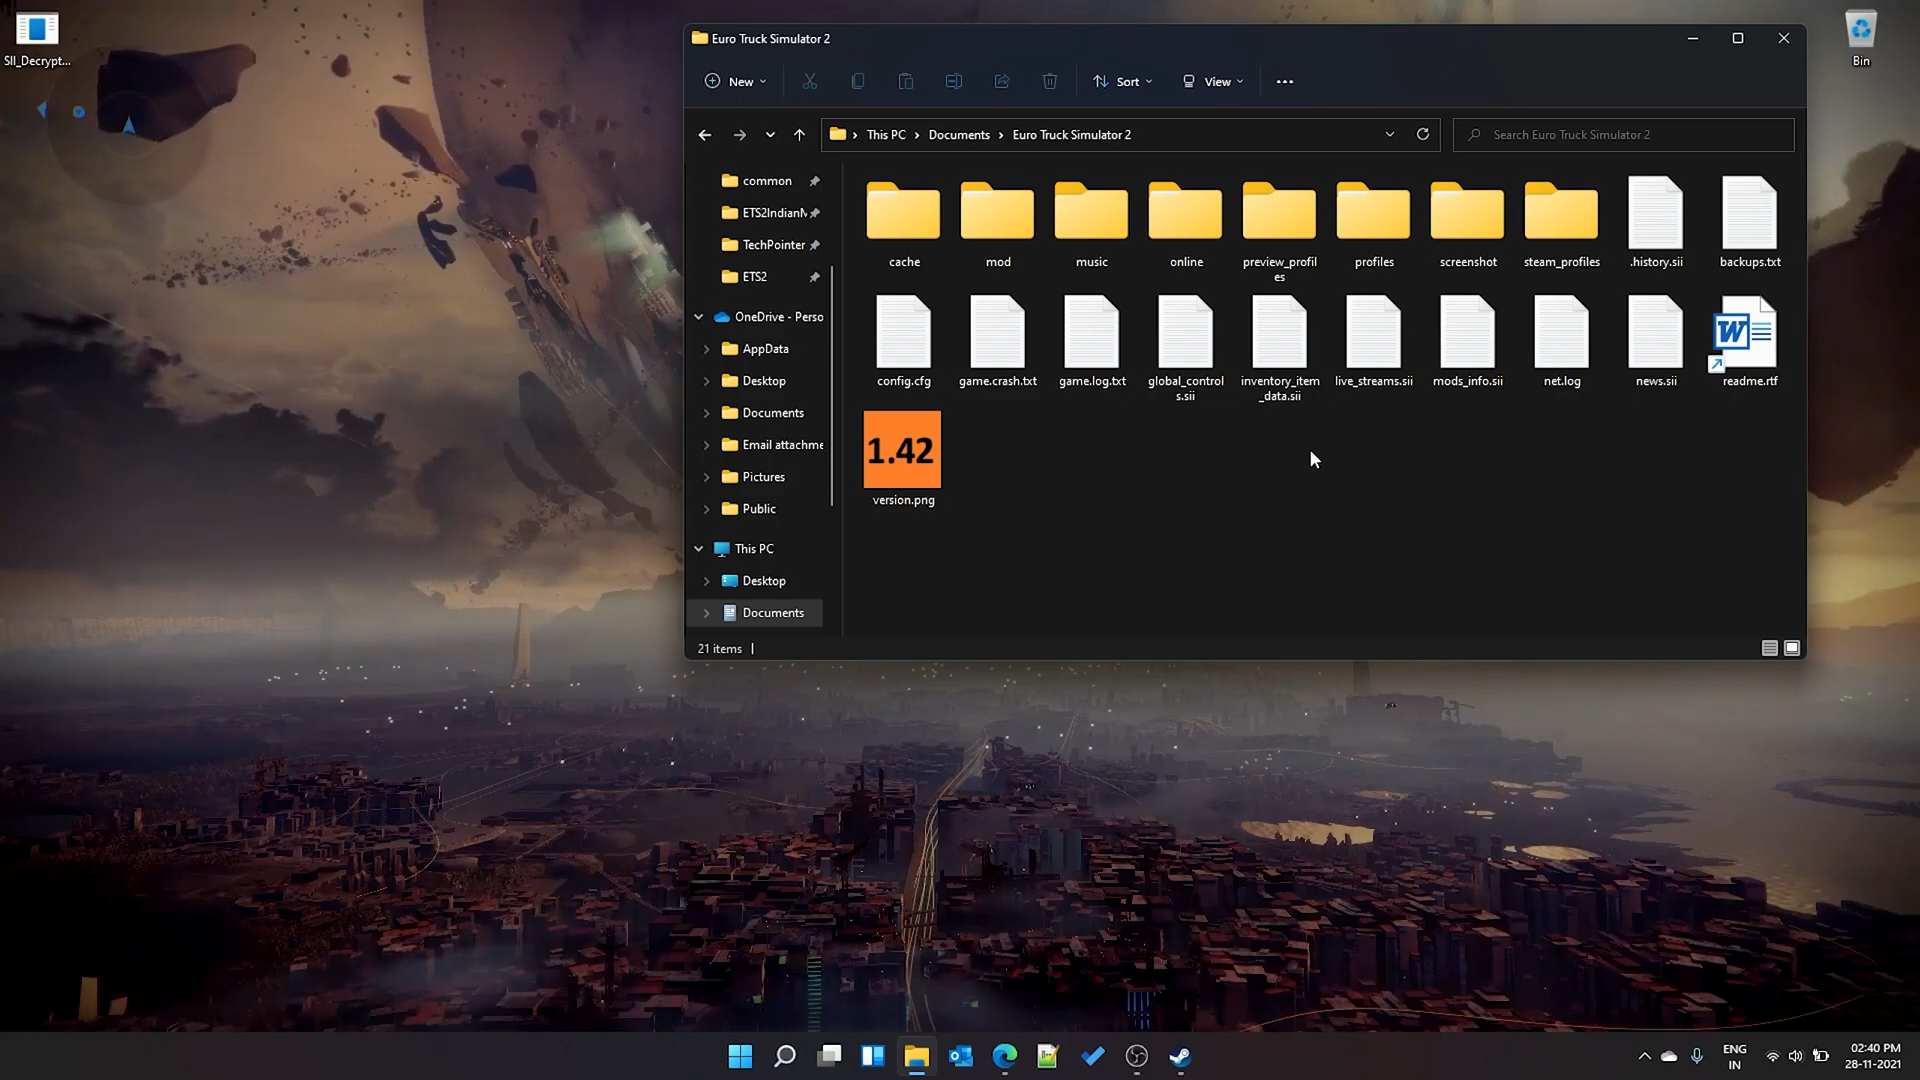 SII_Decrypt...
Bin
Euro Truck Simulator 2
New
Sort
View
This PC
Documents
Euro Truck Simulator 2
Search Euro Truck Simulator 2
common
ETS2Indian
TechPointer
ETS2
OneDrive - Perso
AppData
Desktop
Documents
Email attachme
Pictures
Public
This PC
Desktop
Documents
cache
mod
music
online
preview_profil
es
profiles
screenshot
steam_profiles
.history.sii
backups.txt
config.cfg
game.crash.txt
game.log.txt
global_control
s.sii
inventory_item
_data.sii
live_streams.sii
mods_info.sii
net.log
news.sii
W
readme.rtf
1.42
version.png
21 items
ENG
IN
02:40 PM
28-11-2021